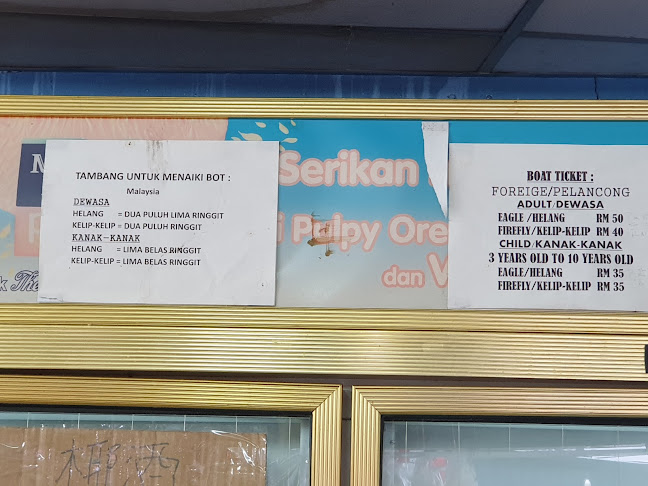 TAMBANG UNTUK MENAIKI BOT :
Malaysia
DEWASA
HELANG = DUA PULUH LIMA RINGGIT
KELIP-KELIP = DUA PULUH RINGGIT
KANAK-KANAK
HELANG = LIMA BELAS RINGGIT
KELIP-KELIP = LIMA BELAS RINGGIT
Serikan
Pulpy Ore
dan
BOAT TICKET :
FOREIGE/PELANCONG
ADULT/DEWASA
EAGLE /HELANG RM 50
FIREFLY/KELIP-KELIP RM 40
CHILD/KANAK-KANAK
3 YEARS OLD TO 10 YEARS OLD
EAGLE/HELANG RM 35
FIREFLY/KELIP-KELIP RM 35
椰酒